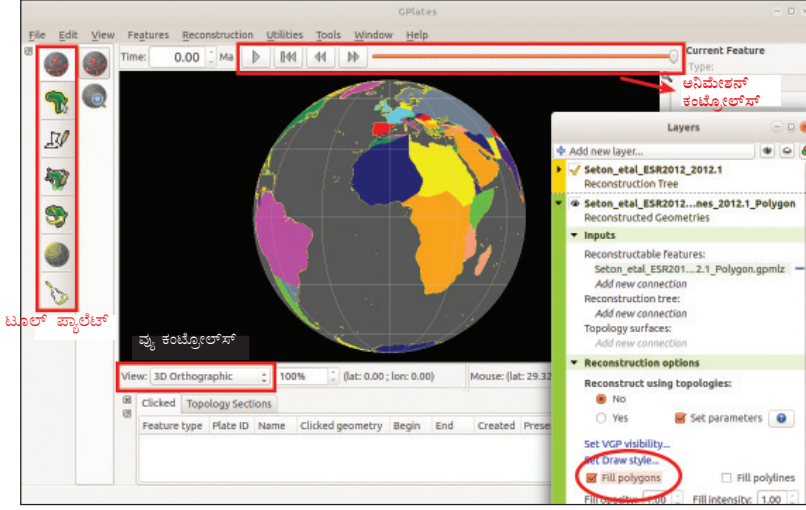 GPlates
File Edit View Features Reconstruction Utilities Tools Window Help
Time: 0.00 Ma
Current Feature
Type:
ಅನಿಮೇಶನ್
ಕಂಟ್ರೋಲ್‌ಸ್
Layers
Add new layer...
Seton_etal_ESR2012_2012.1
Reconstruction Tree
Seton_etal_ESR2012...nes_2012.1_Polygon
Reconstructed Geometries
Inputs
Reconstructable features:
Seton_etal_ESR201...2.1_Polygon.gpmlz
Add new connection
Reconstruction tree:
Add new connection
Topology surfaces:
Add new connection
ಟೂಲ್ ಪ್ಯಾಲೆಟ್
ವ್ಯು ಕಂಟ್ರೋಲ್‌ಸ್
View: 3D Orthographic 100% (lat: 0.00 ; lon: 0.00) Mouse: (lat: 29.32
Clicked Topology Sections
Feature type Plate ID Name Clicked geometry Begin End Created Prese
Reconstruction options
Reconstruct using topologies:
No
Yes Set parameters
Set VGP visibility...
Set Draw style...
Fill polygons Fill polylines
Fill opacity: 1.00 Fill intensity: 1.00